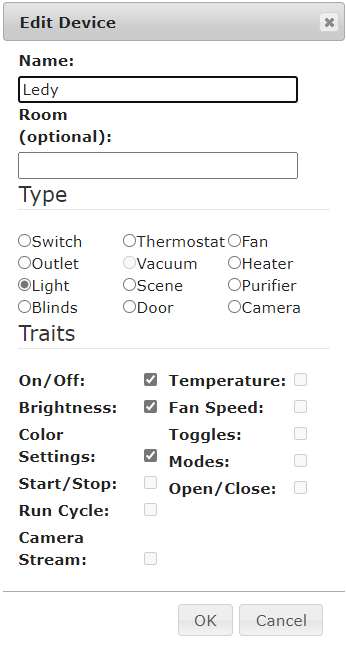 Edit Device
Name:
Ledy
Room
(optional):
Type
Switch Thermostat Fan
Outlet Vacuum Heater
Light Scene Purifier
Blinds Door Camera
Traits
On/Off: Temperature:
Brightness: Fan Speed:
Color Toggles:
Settings: Modes:
Start/Stop: Open/Close:
Run Cycle:
Camera
Stream:
OK Cancel